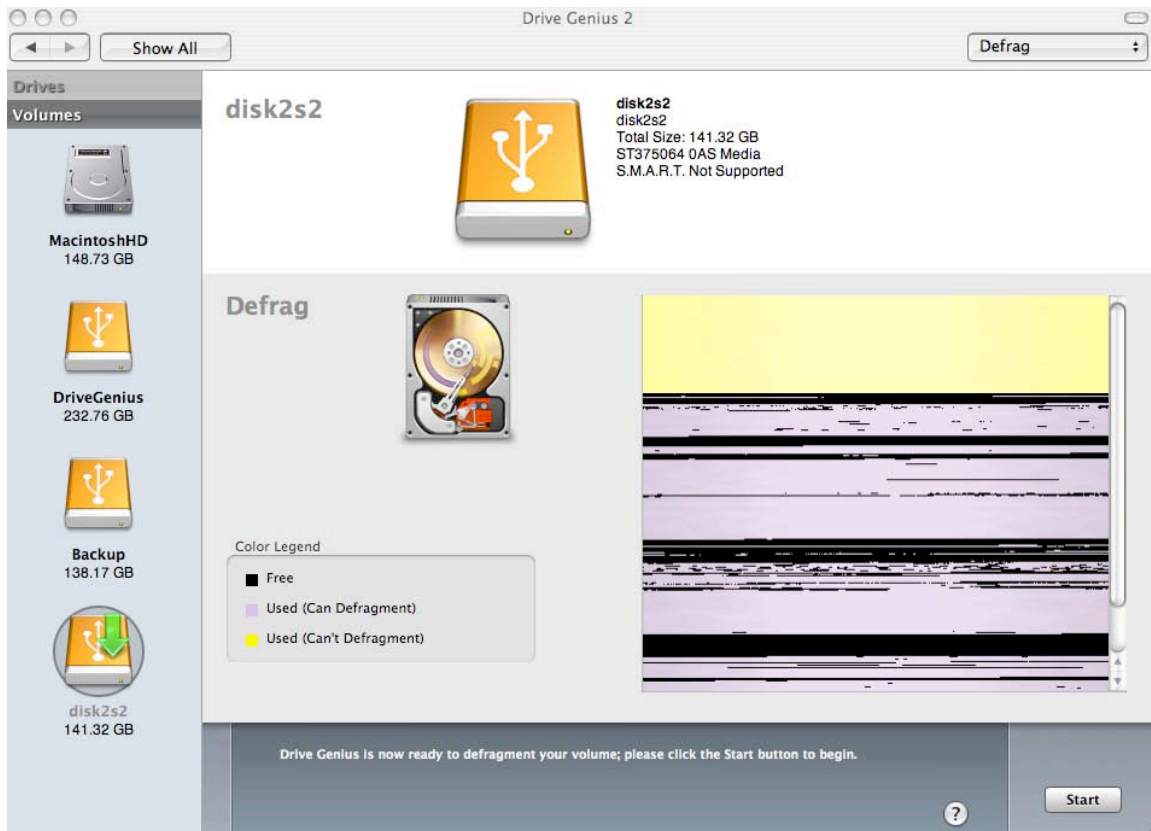 Drive Genius 2
Show All
Defrag
Drives
Volumes
MacintoshHD
148.73 GB
DriveGenius
232.76 GB
Backup
138.17 GB
disk2s2
141.32 GB
disk2s2
disk2s2
disk2s2
Total Size: 141.32 GB
ST375064 0AS Media
S.M.A.R.T. Not Supported
Defrag
Color Legend
Free
Used (Can Defragment)
Used (Can't Defragment)
Drive Genius is now ready to defragment your volume; please click the Start button to begin.
?
Start